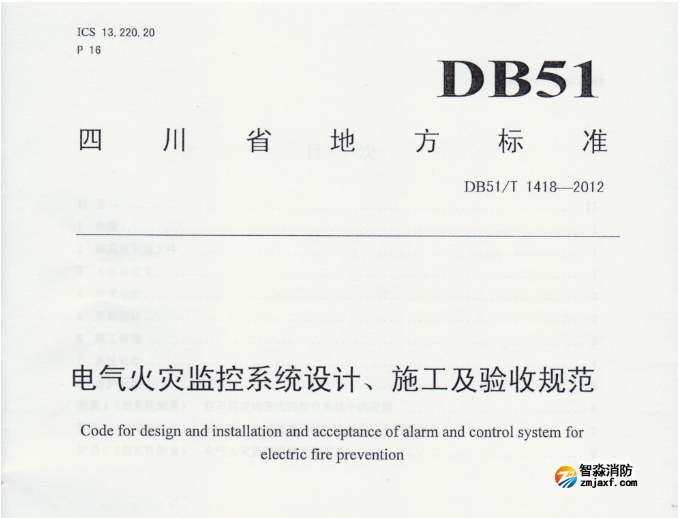 ICS 13.220.20
P 16
DB51
四川省地方标准
DB51/T 1418—2012
电气火灾监控系统设计、施工及验收规范
Code for design and installation and acceptance of alarm and control system for
electric fire prevention
智淼消防
zmjaxf.com